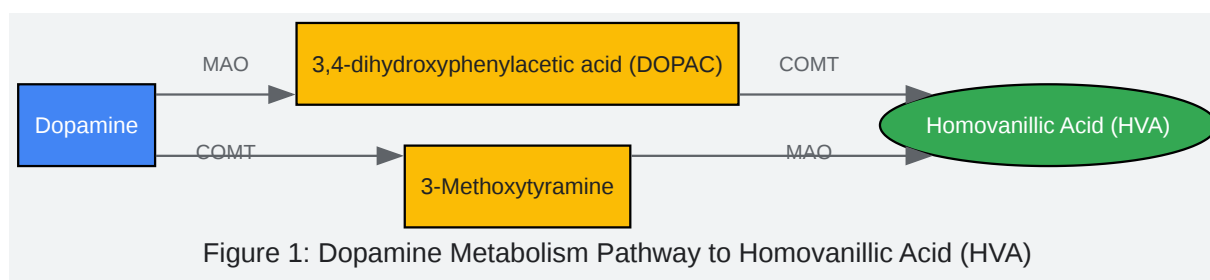 MAO
3,4-dihydroxyphenylacetic acid (DOPAC)
COMT
Dopamine
Homovanillic Acid (HVA)
COMT
3-Methoxytyramine
MAO
Figure 1: Dopamine Metabolism Pathway to Homovanillic Acid (HVA)